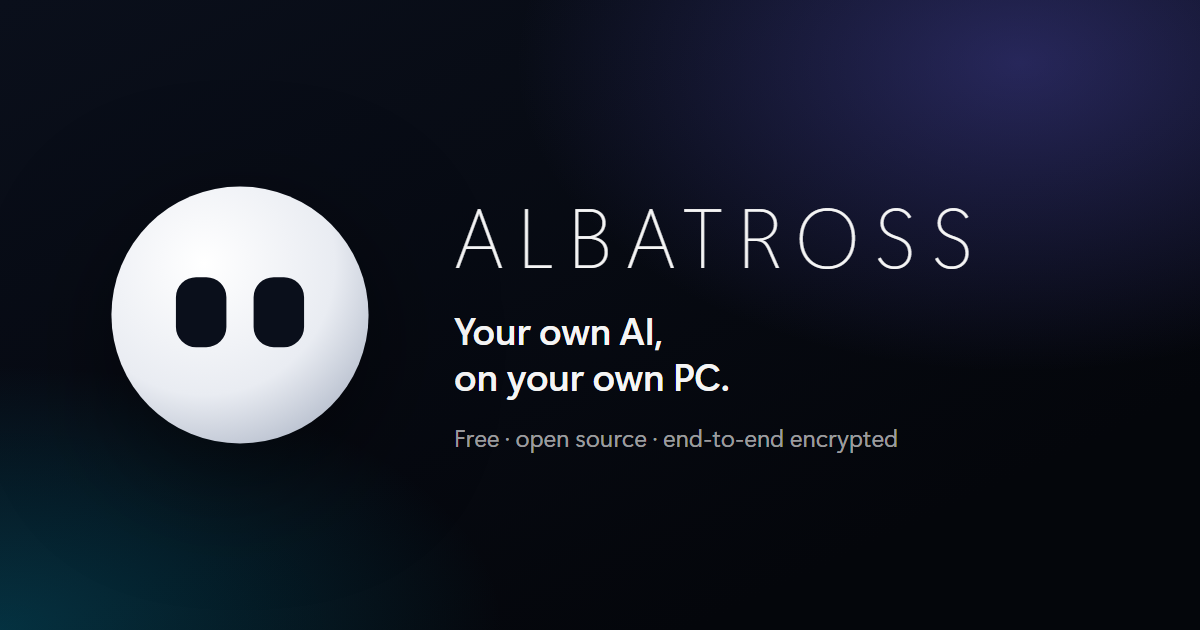 ALBATROSS
Your own AI,
on your own PC.
Free · open source · end-to-end encrypted